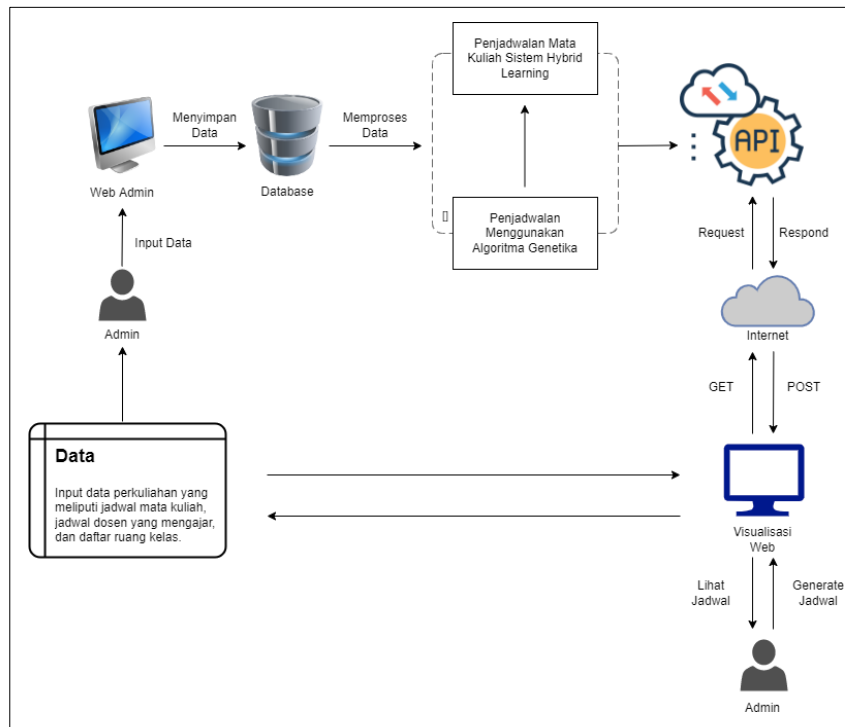 Penjadwalan Mata
Kuliah Sistem Hybrid
Learning
Menyimpan
Data
Memproses
Data
API
Web Admin
Database
Penjadwalan
Menggunakan
Algoritma Genetika
Input Data
Request
Respond
Admin
Internet
GET
POST
Data
Input data perkuliahan yang
meliputi jadwal mata kuliah,
jadwal dosen yang mengajar,
dan daftar ruang kelas.
Visualisasi
Web
Lihat
Jadwal
Generate
Jadwal
Admin